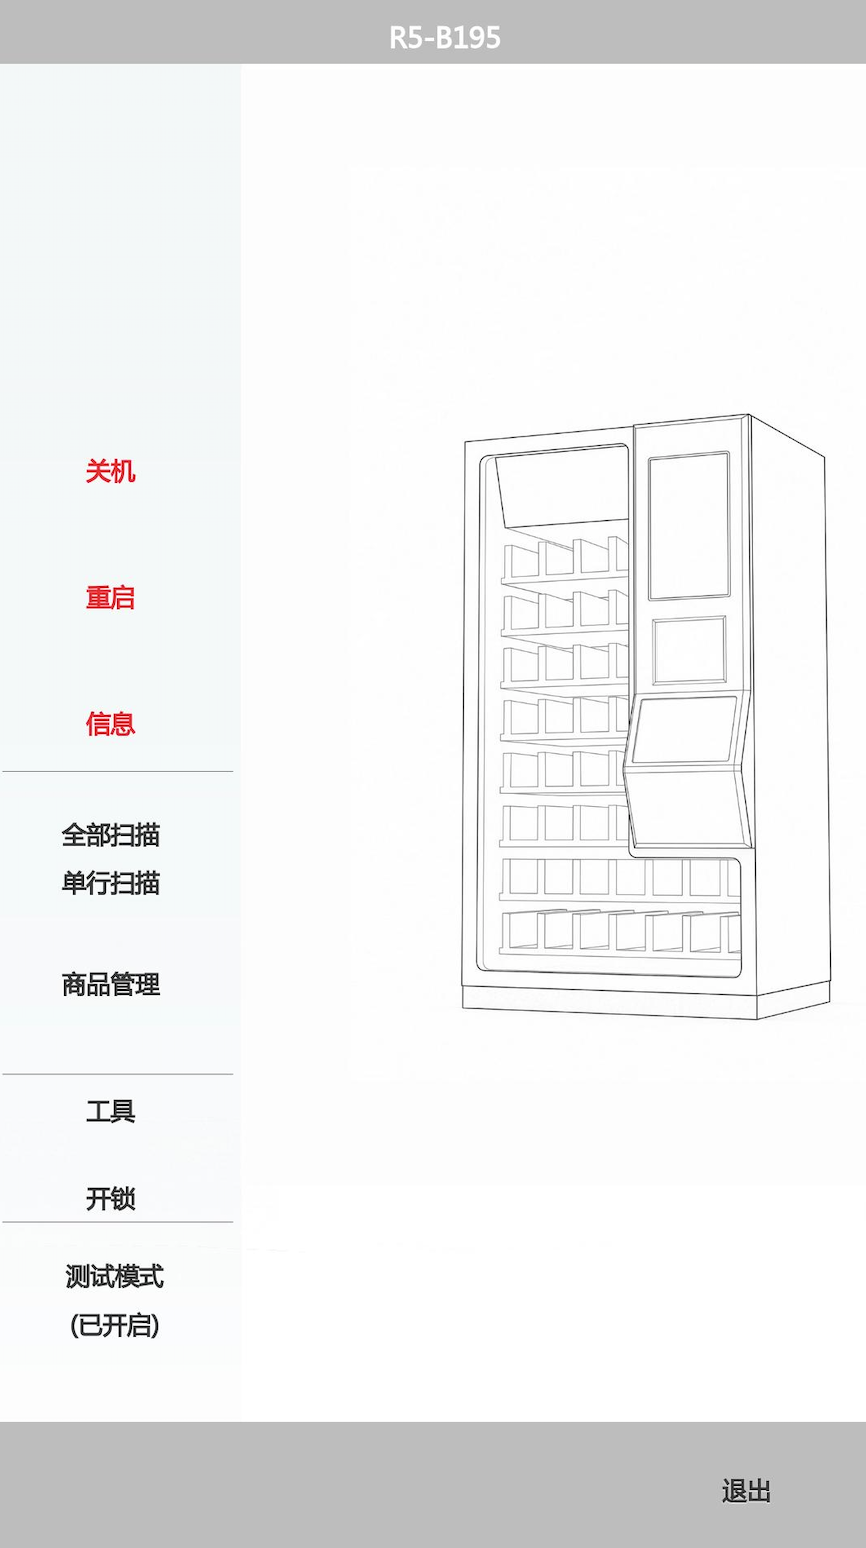 R5-B195
关机
重启
信息
全部扫描
单行扫描
商品管理
工具
开锁
测试模式
(已开启)
退出